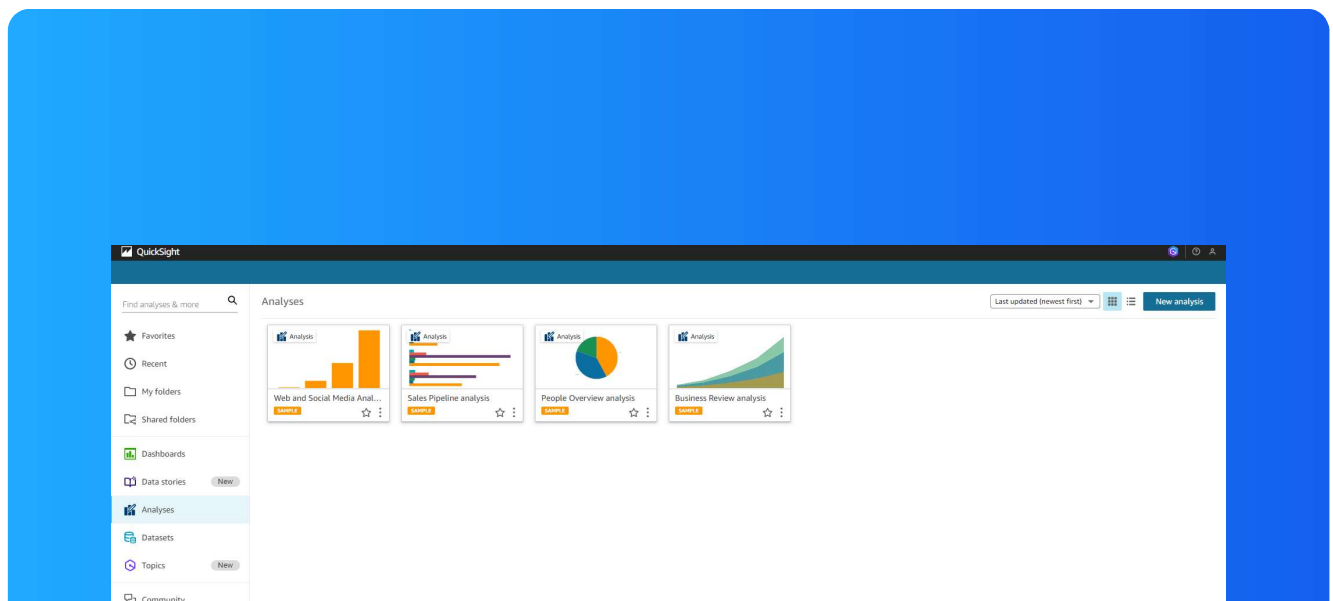 QuickSight
Find analyses & more
Analyses
Last updated (newest first)
New analysis
Favorites
Recent
My folders
Shared folders
Dashboards
Data stories New
Analyses
Datasets
Topics New
Community
Analysis
Web and Social Media Anal...
SAMPLE
Analysis
Sales Pipeline analysis
SAMPLE
Analysis
People Overview analysis
SAMPLE
Analysis
Business Review analysis
SAMPLE